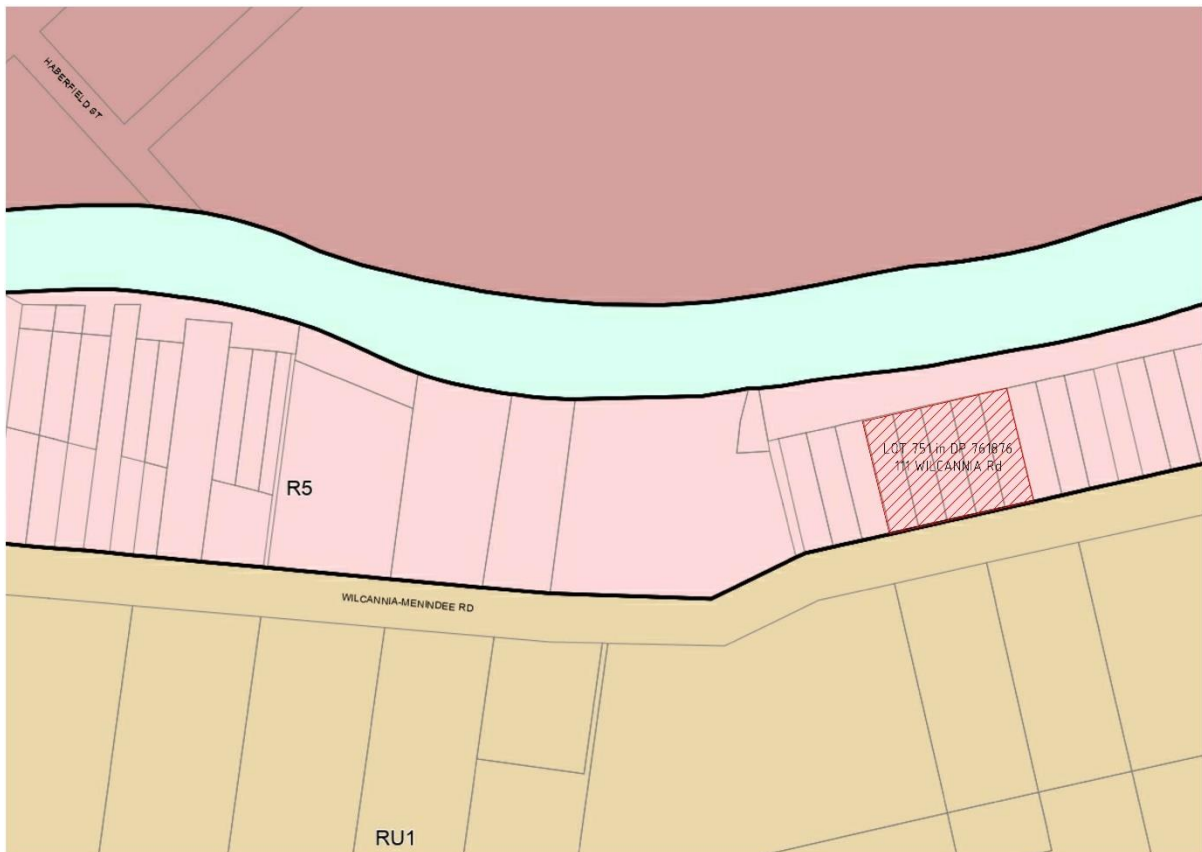 HABERFIELD ST
LOT 751 in DP 761876
111 WILCANNIA Rd
R5
WILCANNIA-MENINDEE RD
RU1